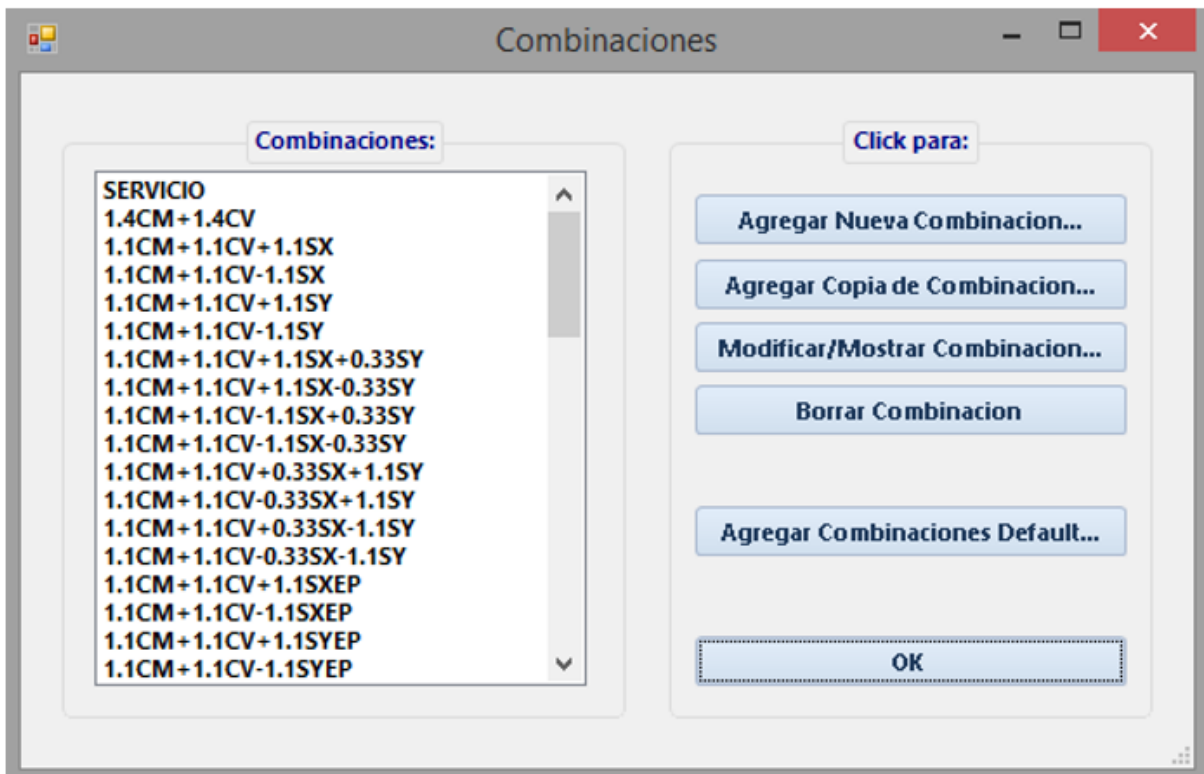 Combinaciones
Combinaciones:
SERVICIO
1.4CM+1.4CV
1.1CM+1.1CV+1.1SX
1.1CM+1.1CV-1.1SX
1.1CM+1.1CV+1.1SY
1.1CM+1.1CV-1.1SY
1.1CM+1.1CV+1.1SX+0.33SY
1.1CM+1.1CV+1.1SX-0.33SY
1.1CM+1.1CV-1.1SX+0.33SY
1.1CM+1.1CV-1.1SX-0.33SY
1.1CM+1.1CV+0.33SX+1.1SY
1.1CM+1.1CV-0.33SX+1.1SY
1.1CM+1.1CV+0.33SX-1.1SY
1.1CM+1.1CV-0.33SX-1.1SY
1.1CM+1.1CV+1.1SXEP
1.1CM+1.1CV-1.1SXEP
1.1CM+1.1CV+1.1SYEP
1.1CM+1.1CV-1.1SYEP
Click para:
Agregar Nueva Combinacion...
Agregar Copia de Combinacion...
Modificar/Mostrar Combinacion...
Borrar Combinacion
Agregar Combinaciones Default...
OK